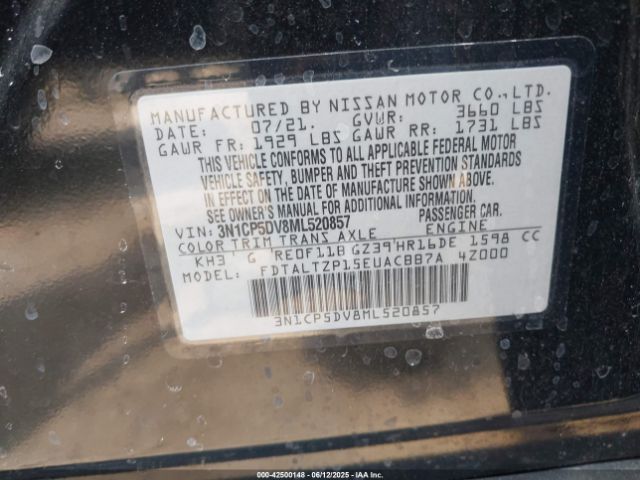 MANUFACTURED BY NISSAN MOTOR CO.,LTD.
DATE: 07/21. GVWR: 3660 LBS
GAWR FR: 1929 LBS GAWR RR: 1731 LBS
THIS VEHICLE CONFORMS TO ALL APPLICABLE FEDERAL MOTOR
VEHICLE SAFETY, BUMPER AND THEFT PREVENTION STANDARDS
IN EFFECT ON THE DATE OF MANUFACTURE SHOWN ABOVE.
SEE OWNER'S MANUAL FOR ADDITIONAL INFORMATION.
VIN: 3N1CP5DV8ML520857 PASSENGER CAR.
COLOR TRIM TRANS AXLE ENGINE
KH3 G RE0F11B GZ39 HR16DE 1598 CC
MODEL: FDTALTZP15EUACBB7A 4Z000
3N1CP5DV8ML520857
000-42500148 - 06/12/2025 - IAA Inc.